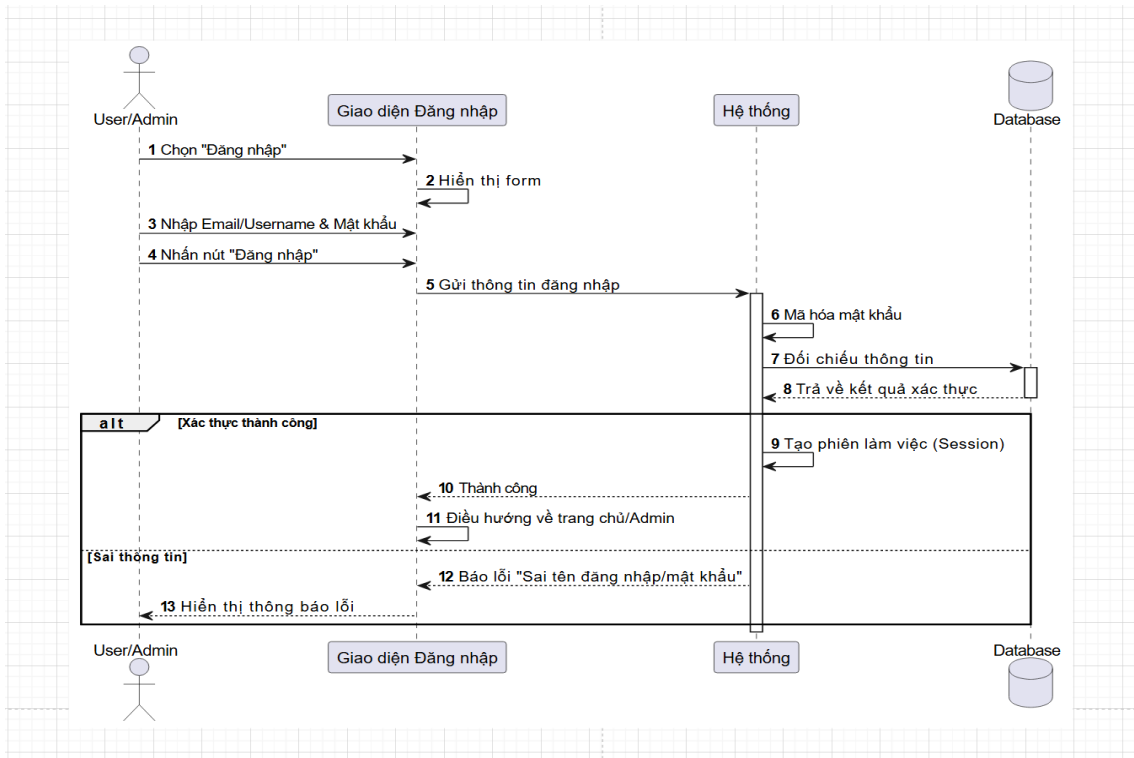 User/Admin
Giao diện Đăng nhập
Hệ thống
Database
1 Chọn "Đăng nhập"
2 Hiển thị form
3 Nhập Email/Username & Mật khẩu
4 Nhấn nút "Đăng nhập"
5 Gửi thông tin đăng nhập
6 Mã hóa mật khẩu
7 Đối chiếu thông tin
8 Trả về kết quả xác thực
alt
[Xác thực thành công]
9 Tạo phiên làm việc (Session)
10 Thành công
11 Điều hướng về trang chủ/Admin
[Sai thông tin]
12 Báo lỗi "Sai tên đăng nhập/mật khẩu"
13 Hiển thị thông báo lỗi
User/Admin
Giao diện Đăng nhập
Hệ thống
Database